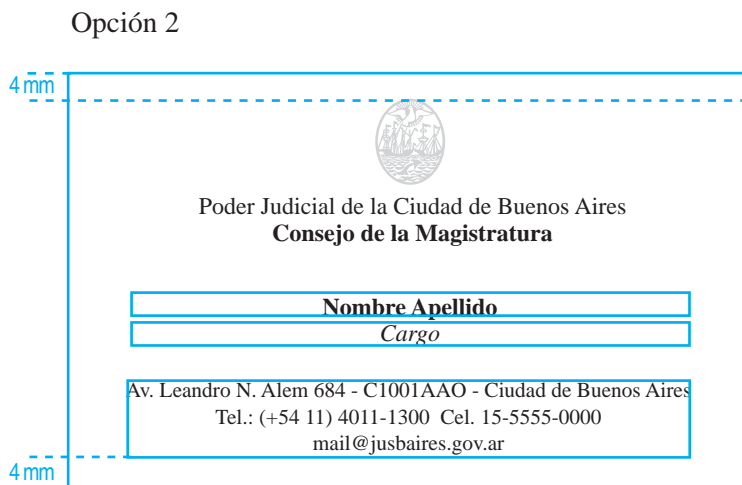 Opción 2
4 mm
Poder Judicial de la Ciudad de Buenos Aires
Consejo de la Magistratura
Nombre Apellido
Cargo
Av. Leandro N. Alem 684 - C1001AAO - Ciudad de Buenos Aires
Tel.: (+54 11) 4011-1300 Cel. 15-5555-0000
mail@jusbaires.gov.ar
4 mm